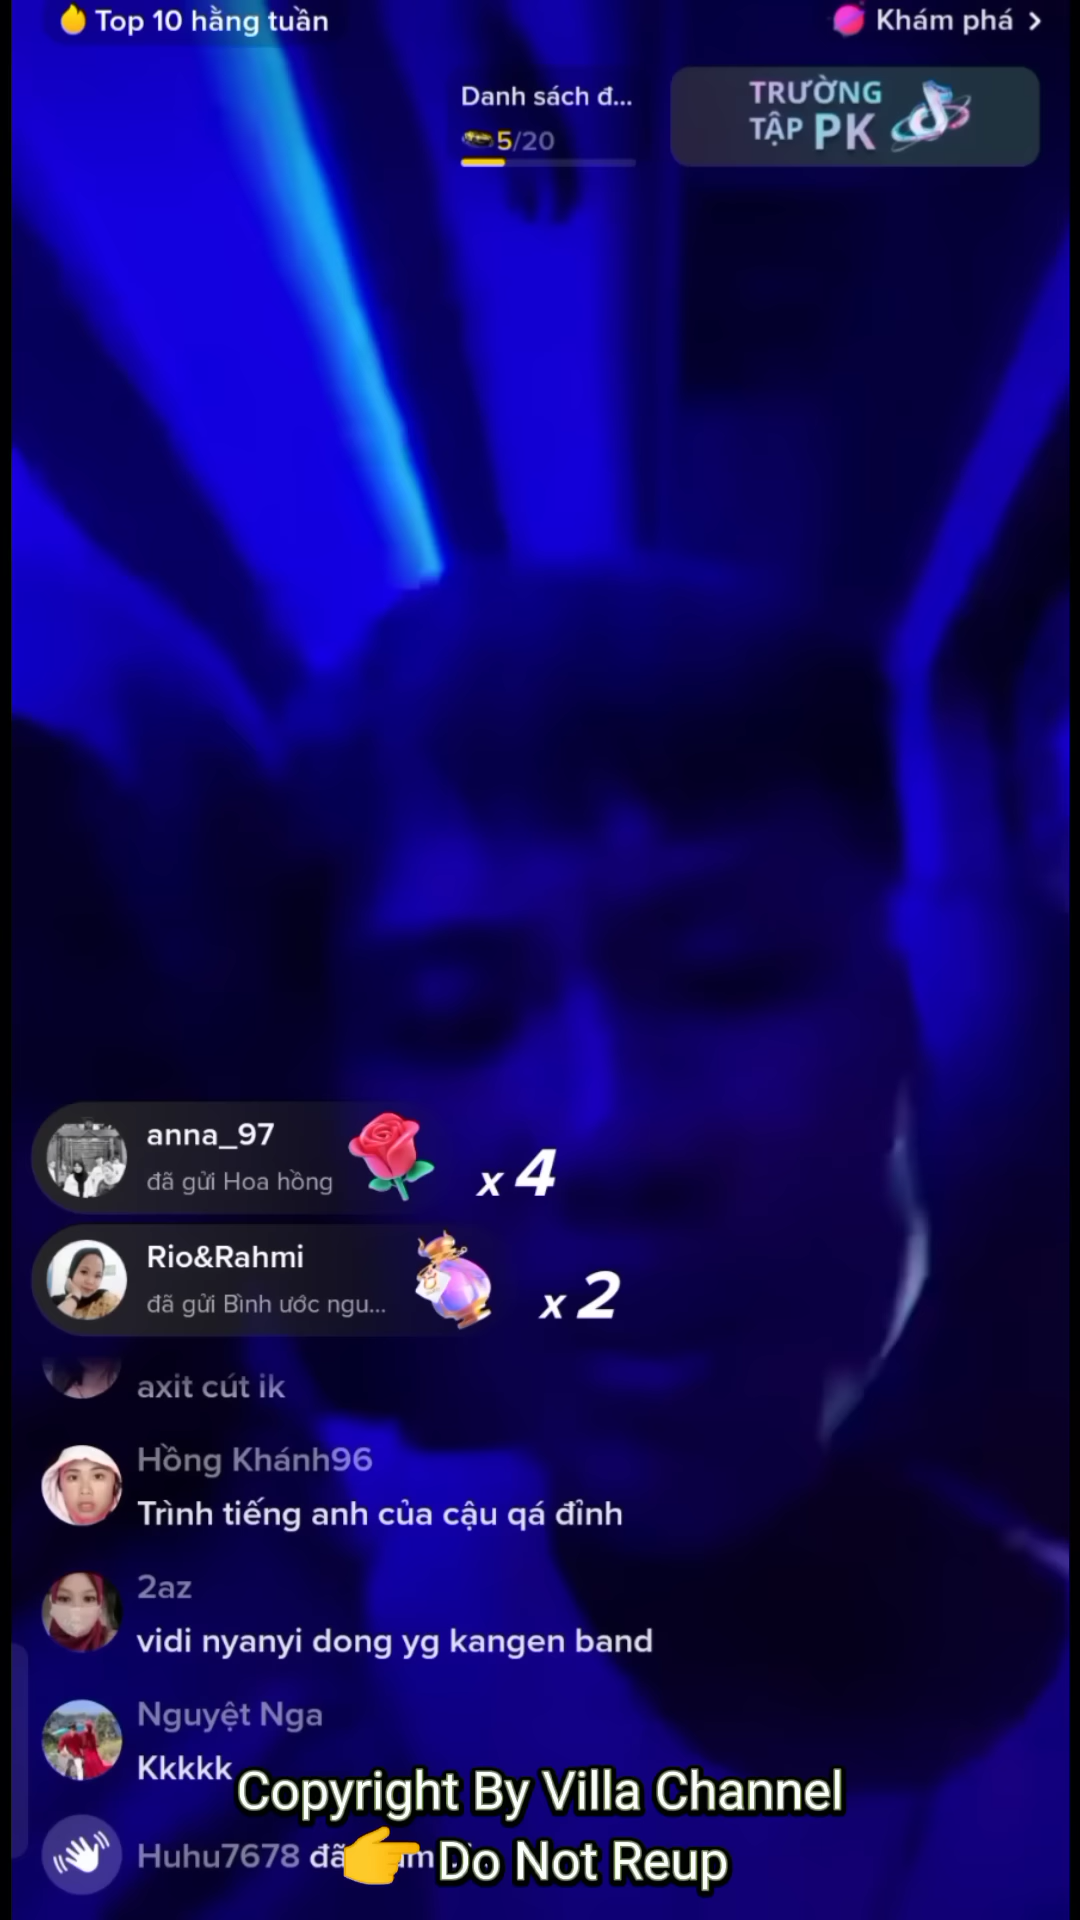 Top 10 hằng tuần
Khám phá
Danh sách đ...
5/20
TRƯỜNG
TẬP PK
anna_97
đã gửi Hoa hồng
x 4
Rio&Rahmi
đã gửi Bình ước ngu...
x 2
axit cút ik
Hồng Khánh96
Trình tiếng anh của cậu qá đỉnh
2az
vidi nyanyi dong yg kangen band
Nguyệt Nga
Kkkkk
Copyright By Villa Channel
Huhu7678 đã
Do Not Reup